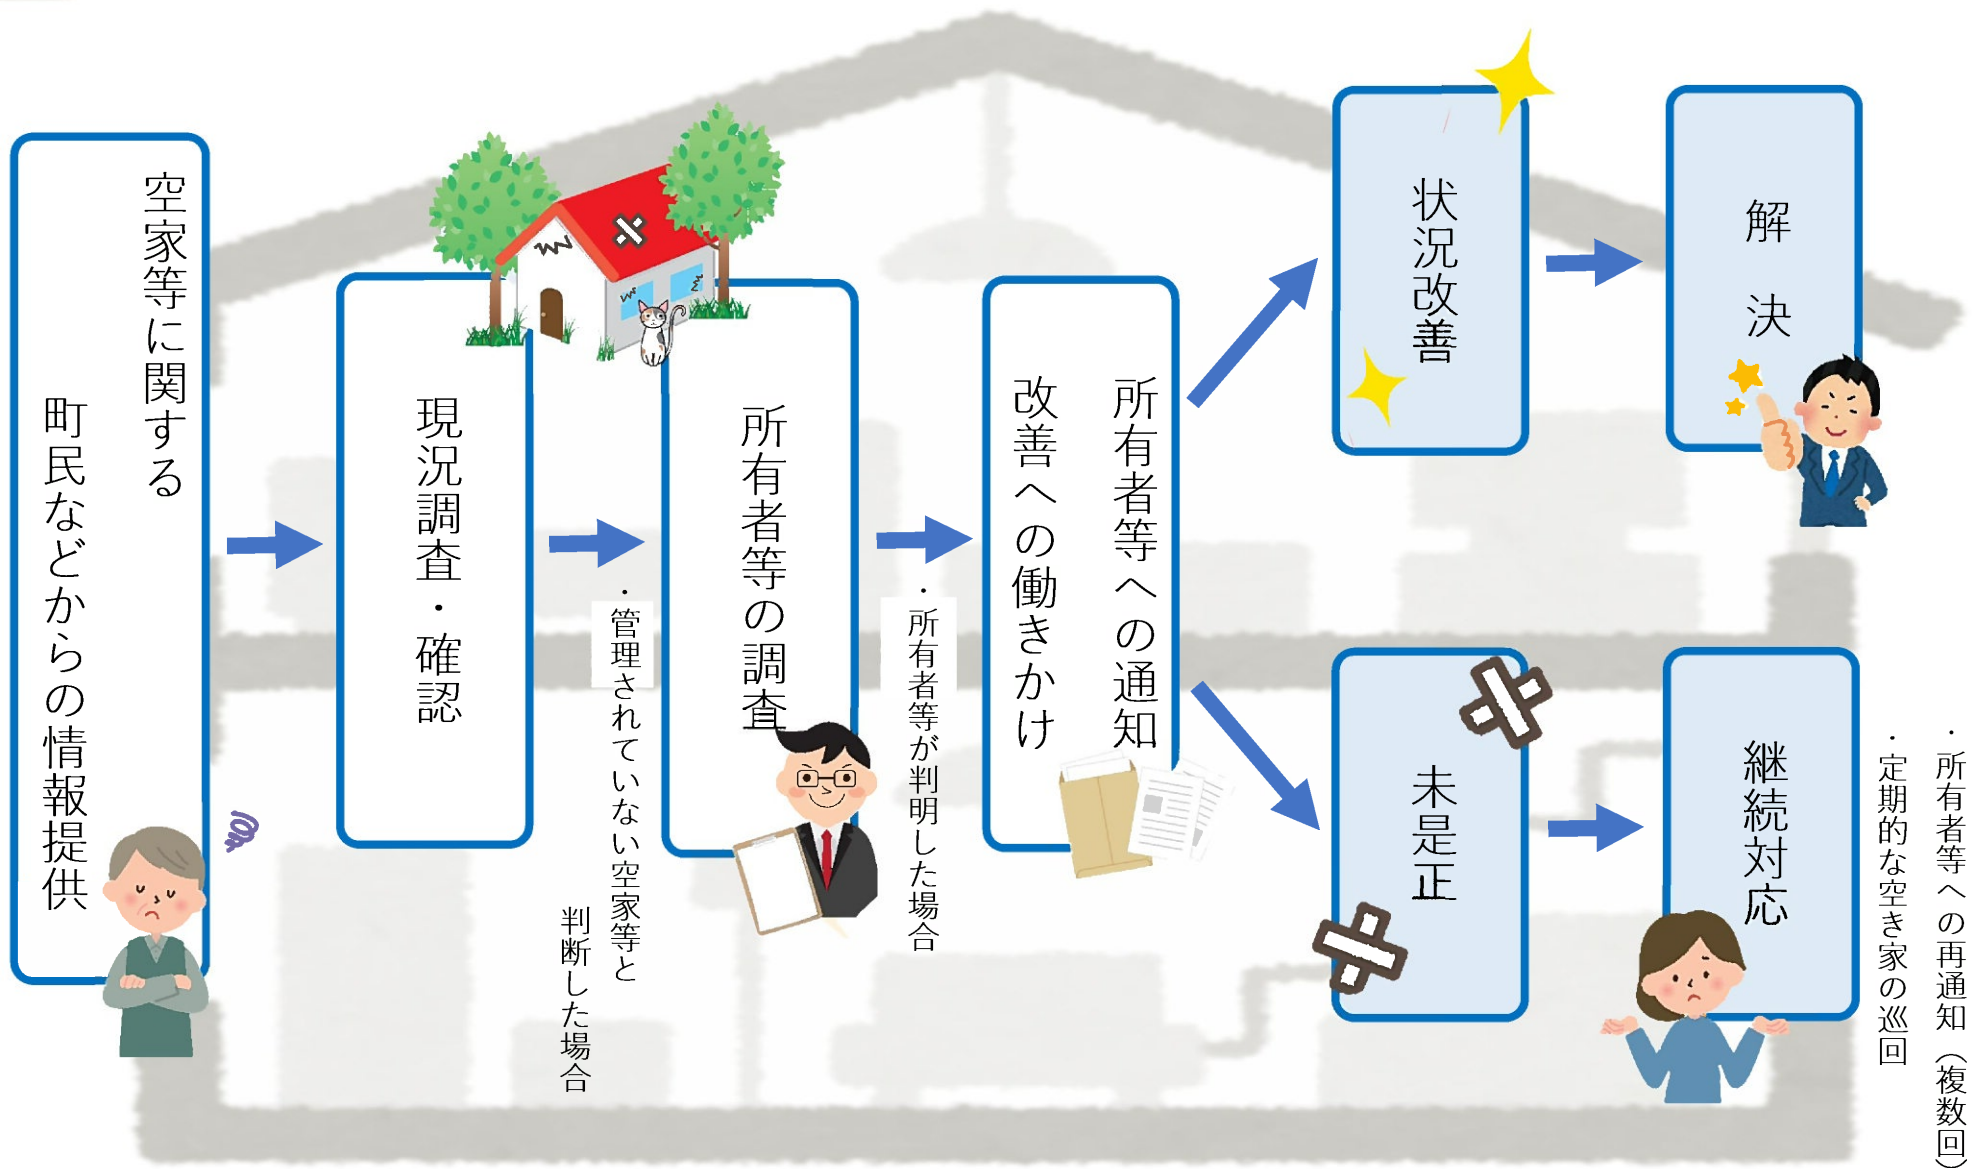 空家等に関する
町民などからの情報提供
現況調査・確認
・管理されていない空家等と
判断した場合
所有者等の調査
・所有者等が判明した場合
所有者等への通知
改善への働きかけ
状況改善
解決
未是正
継続対応
・所有者等への再通知（複数回）
・定期的な空き家の巡回